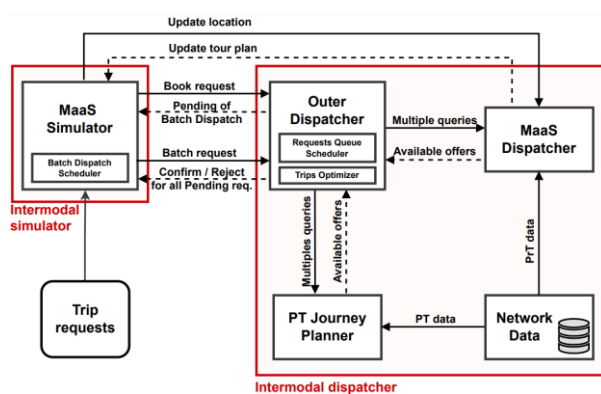 Update location
Update tour plan
Book request
Pending of
Batch Dispatch
MaaS
Simulator
Batch Dispatch
Scheduler
Batch request
Confirm / Reject
for all Pending req.
Intermodal
simulator
Outer
Dispatcher
Requests Queue
Scheduler
Trips Optimizer
Multiple queries
Available offers
MaaS
Dispatcher
Multiples queries
Available offers
PrT data
Trip
requests
PT Journey
Planner
PT data
Network
Data
Intermodal dispatcher